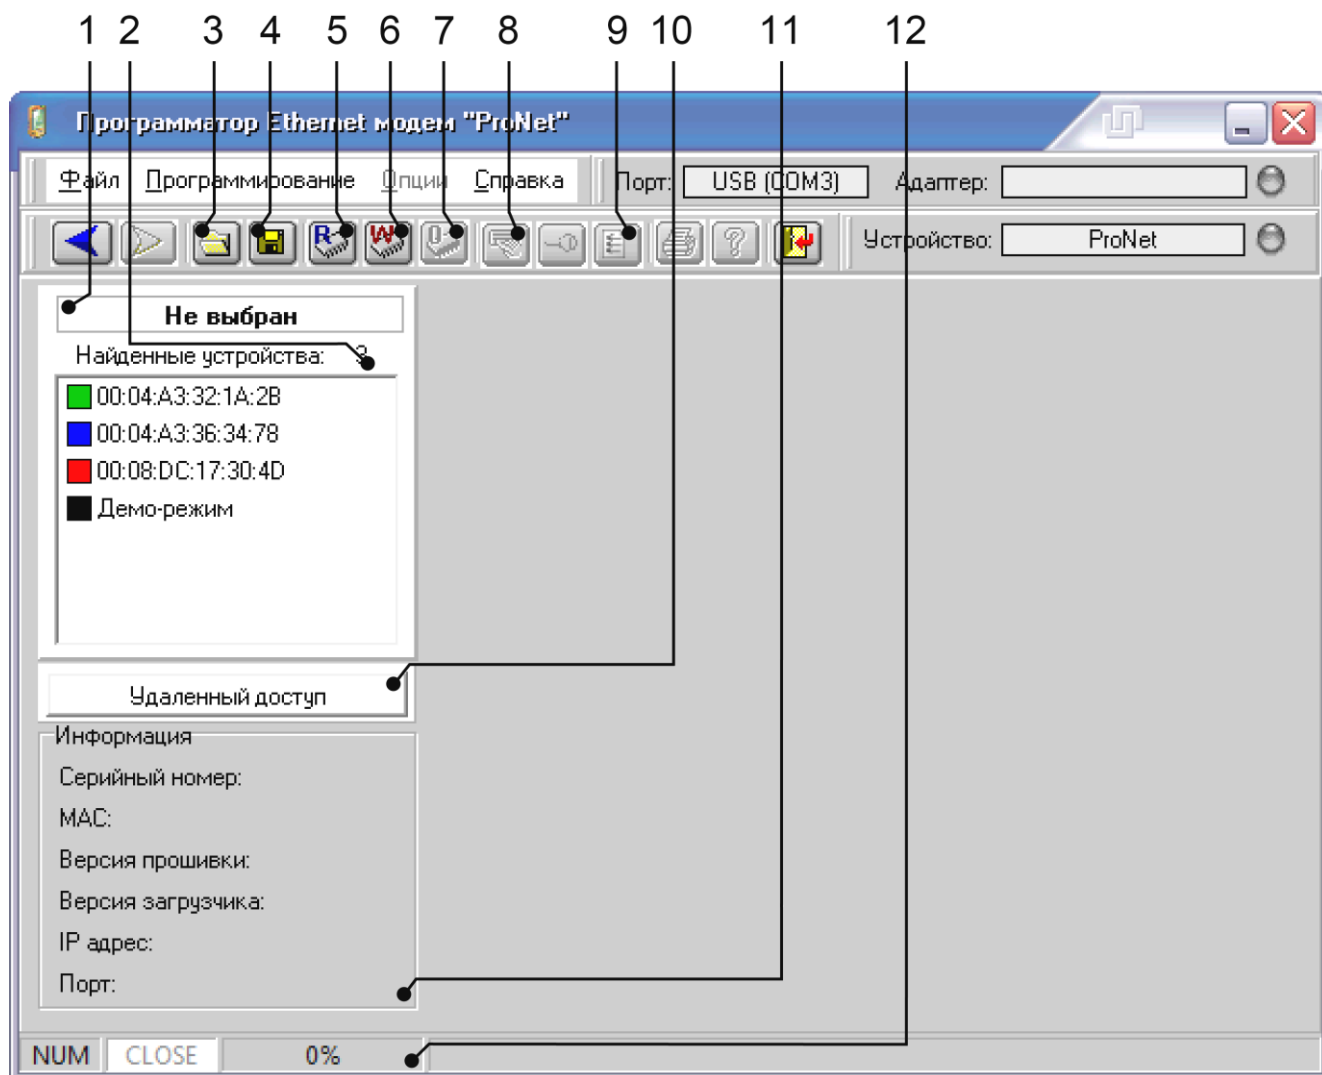 1 2 3 4 5 6 7 8 9 10 11 12
Программатор Ethernet модем "ProNet"
Файл Программирование Опции Справка Порт: USB (COM3) Адаптер:
R W Устройство: ProNet
Не выбран
Найденные устройства: 3
00:04:A3:32:1A:2B
00:04:A3:36:34:78
00:08:DC:17:30:4D
Демо-режим
Удаленный доступ
Информация
Серийный номер:
MAC:
Версия прошивки:
Версия загрузчика:
IP адрес:
Порт:
NUM CLOSE 0%